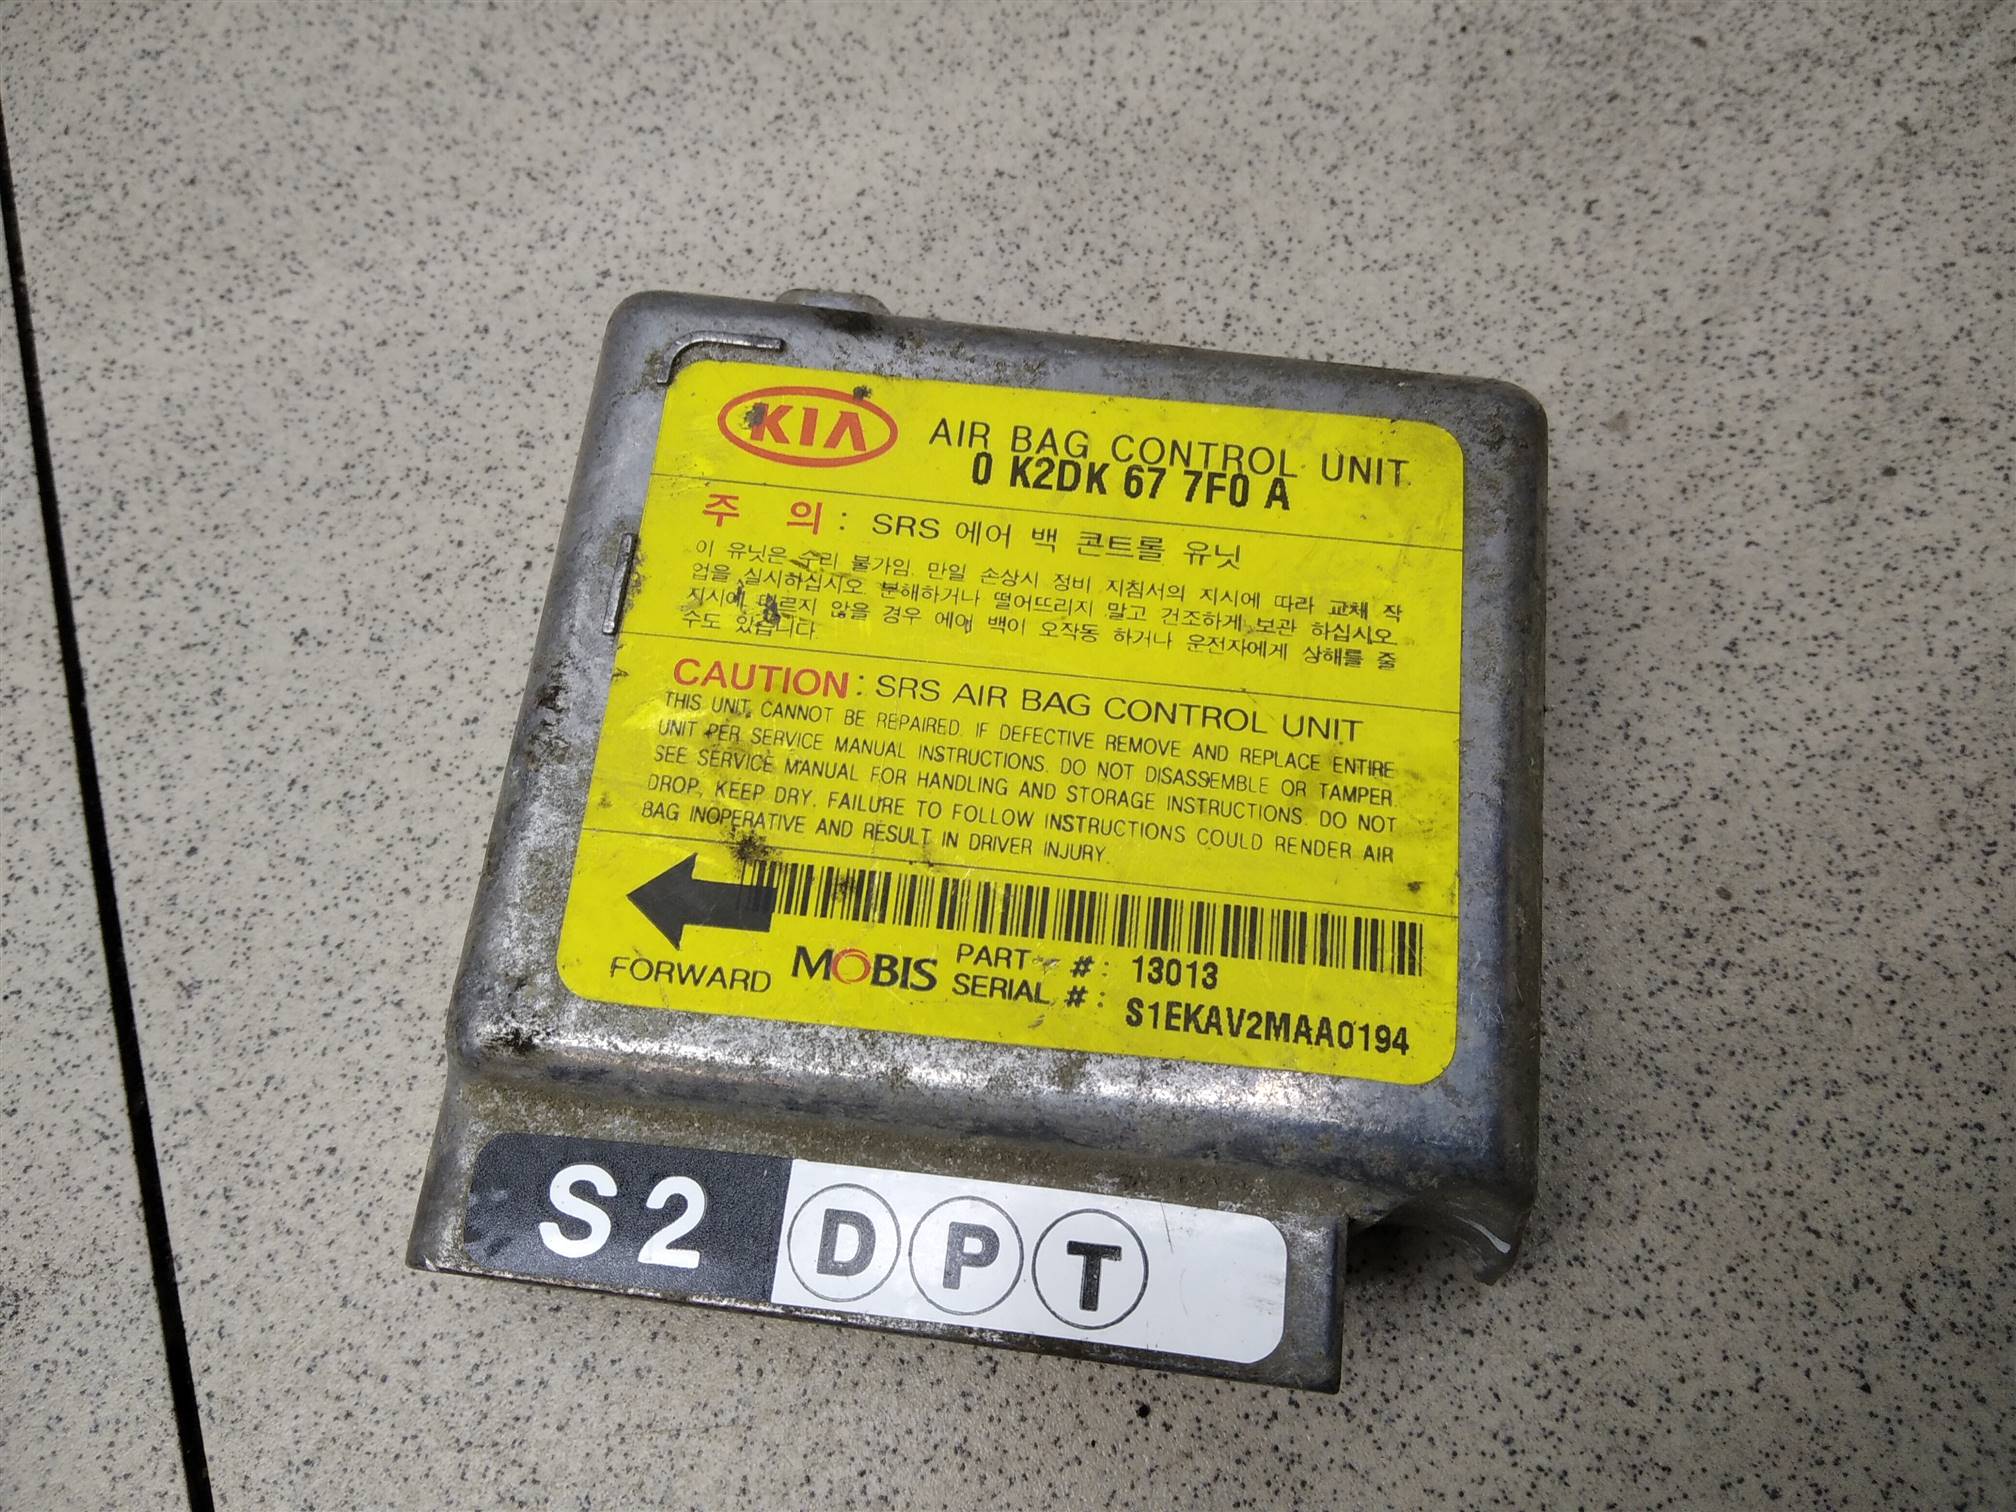 KIA AIR BAG CONTROL UNIT
0 K2DK 67 7F0 A
주 의 : SRS 에어 백 콘트롤 유닛
이 유닛은 수리 불가임. 만일 손상시 정비 지침서의 지시에 따라 교체 작
업을 실시하십시오. 분해하거나 떨어뜨리지 말고 건조하게 보관 하십시오.
지시에 따르지 않을 경우 에어 백이 오작동 하거나 운전자에게 상해를 줄
수도 있습니다.
CAUTION : SRS AIR BAG CONTROL UNIT
THIS UNIT CANNOT BE REPAIRED. IF DEFECTIVE REMOVE AND REPLACE ENTIRE
UNIT PER SERVICE MANUAL INSTRUCTIONS. DO NOT DISASSEMBLE OR TAMPER.
SEE SERVICE MANUAL FOR HANDLING AND STORAGE INSTRUCTIONS. DO NOT
DROP, KEEP DRY. FAILURE TO FOLLOW INSTRUCTIONS COULD RENDER AIR
BAG INOPERATIVE AND RESULT IN DRIVER INJURY.
FORWARD MOBIS PART #: 13013
SERIAL #: S1EKAV2MAA0194
S2 D P T